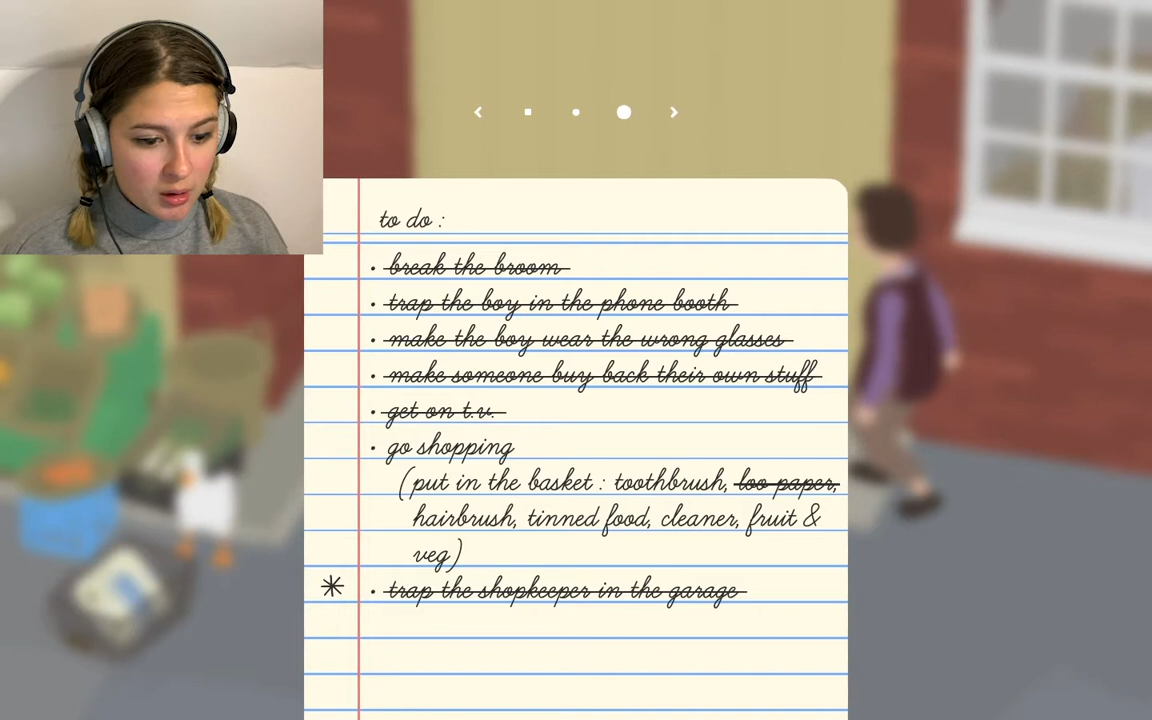 to do :
• break the broom
• trap the boy in the phone booth
• make the boy wear the wrong glasses
• make someone buy back their own stuff
• get on t.v.
• go shopping
(put in the basket : toothbrush, loo paper,
hairbrush, tinned food, cleaner, fruit &
veg)
• trap the shopkeeper in the garage